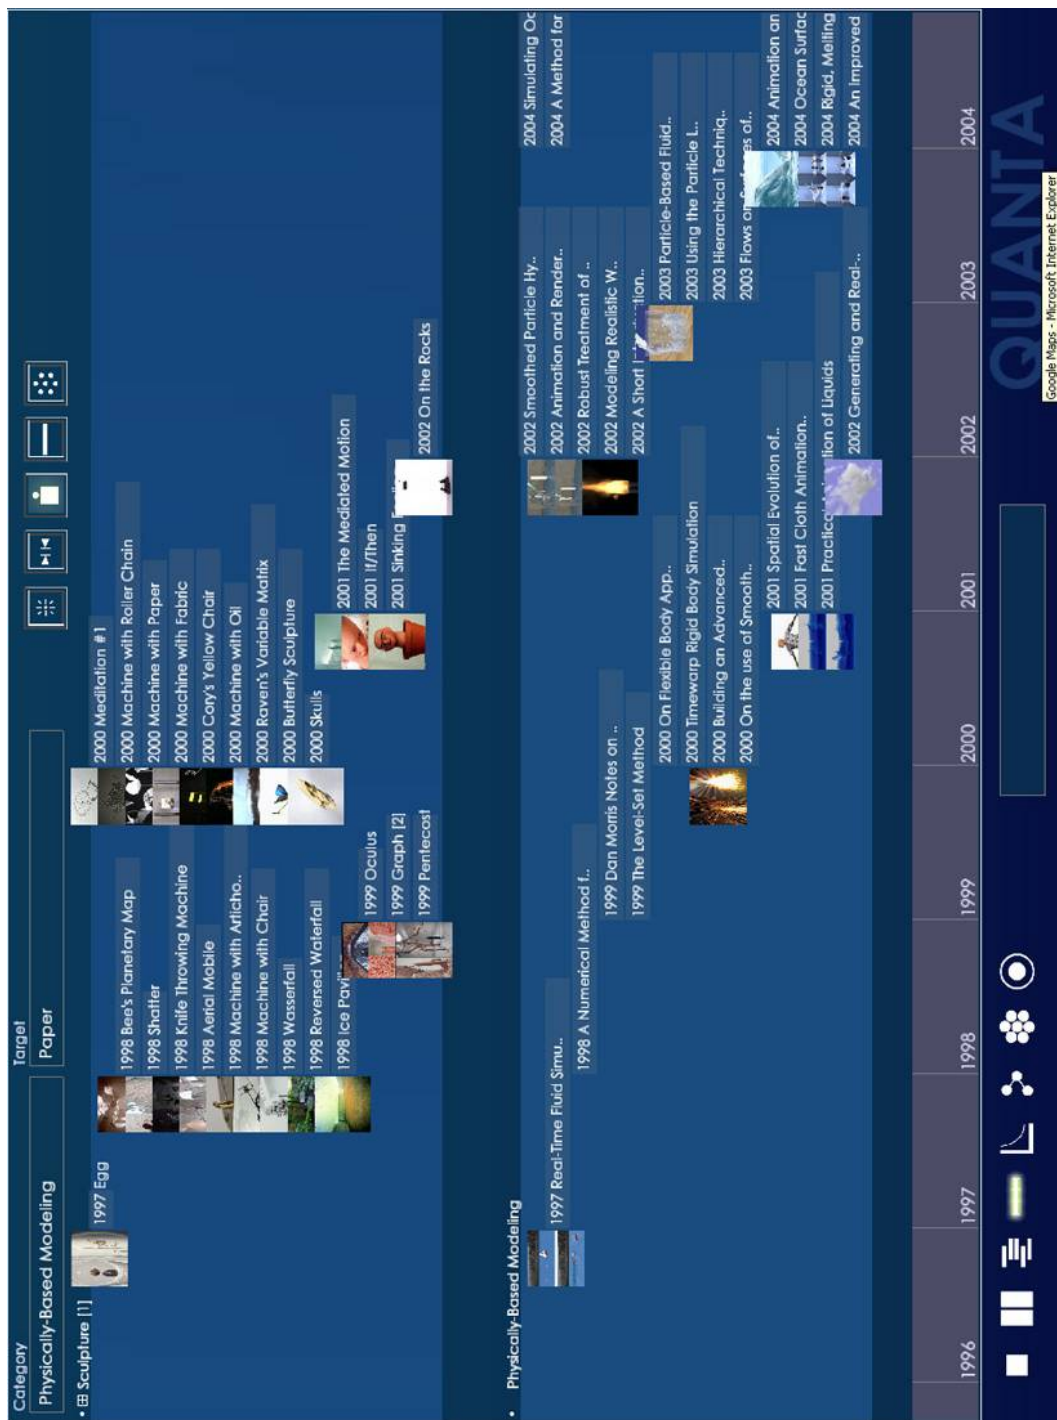 Category
Target
Physically-Based Modeling
Paper
• ⊞ Sculpture [1]
1997 Egg
1998 Bee's Planetary Map
1998 Shatter
1998 Knife Throwing Machine
1998 Aerial Mobile
1998 Machine with Articho..
1998 Machine with Chair
1998 Wasserfall
1998 Reversed Waterfall
1998 Ice Pavi
1999 Oculus
1999 Graph [2]
1999 Pentecost
2000 Meditation #1
2000 Machine with Roller Chain
2000 Machine with Paper
2000 Machine with Fabric
2000 Cory's Yellow Chair
2000 Machine with Oil
2000 Raven's Variable Matrix
2000 Butterfly Sculpture
2000 Skulls
2001 The Mediated Motion
2001 If/Then
2001 Sinking
2002 On the Rocks
• Physically-Based Modeling
1997 Real-Time Fluid Simu..
1998 A Numerical Method f..
1999 Dan Morris Notes on ..
1999 The Level-Set Method
2000 On Flexible Body App..
2000 Timewarp Rigid Body Simulation
2000 Building an Advanced..
2000 On the use of Smooth..
2001 Spatial Evolution of..
2001 Fast Cloth Animation..
2001 Practical Animation of Liquids
2002 Smoothed Particle Hy..
2002 Animation and Render..
2002 Robust Treatment of ..
2002 Modeling Realistic W..
2002 A Short Introduction..
2002 Generating and Real-..
2003 Particle-Based Fluid..
2003 Using the Particle L..
2003 Hierarchical Techniq..
2003 Flows on Surfaces of..
2004 Simulating Oc
2004 A Method for
2004 Animation an
2004 Ocean Surfac
2004 Rigid, Melting
2004 An Improved
1996 1997 1998 1999 2000 2001 2002 2003 2004
QUANTA
Google Maps - Microsoft Internet Explorer